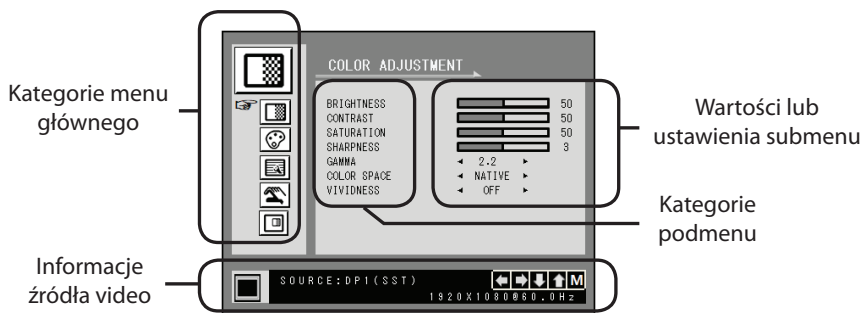 COLOR ADJUSTMENT
Kategorie menu
głównego
BRIGHTNESS 50
CONTRAST 50
SATURATION 50
SHARPNESS 3
GAMMA 2.2
COLOR SPACE NATIVE
VIVIDNESS OFF
Wartości lub
ustawienia submenu
Kategorie
podmenu
Informacje
źródła video
SOURCE:DP1(SST)
M
1920X1080@60.0Hz